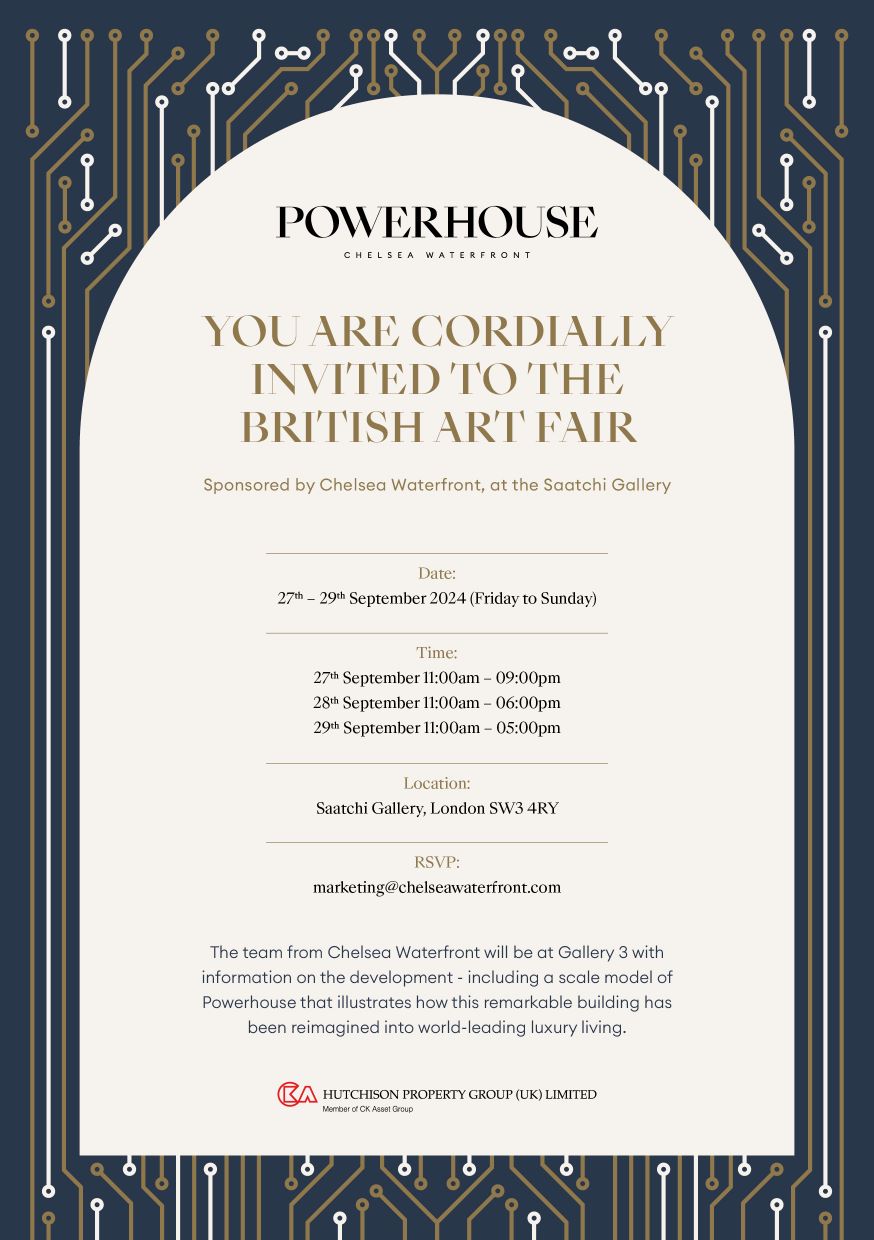 POWERHOUSE
CHELSEA WATERFRONT
YOU ARE CORDIALLY
INVITED TO THE
BRITISH ART FAIR
Sponsored by Chelsea Waterfront, at the Saatchi Gallery
Date:
27th – 29th September 2024 (Friday to Sunday)
Time:
27th September 11:00am – 09:00pm
28th September 11:00am – 06:00pm
29th September 11:00am – 05:00pm
Location:
Saatchi Gallery, London SW3 4RY
RSVP:
marketing@chelseawaterfront.com
The team from Chelsea Waterfront will be at Gallery 3 with
information on the development - including a scale model of
Powerhouse that illustrates how this remarkable building has
been reimagined into world-leading luxury living.
CKA HUTCHISON PROPERTY GROUP (UK) LIMITED
Member of CK Asset Group